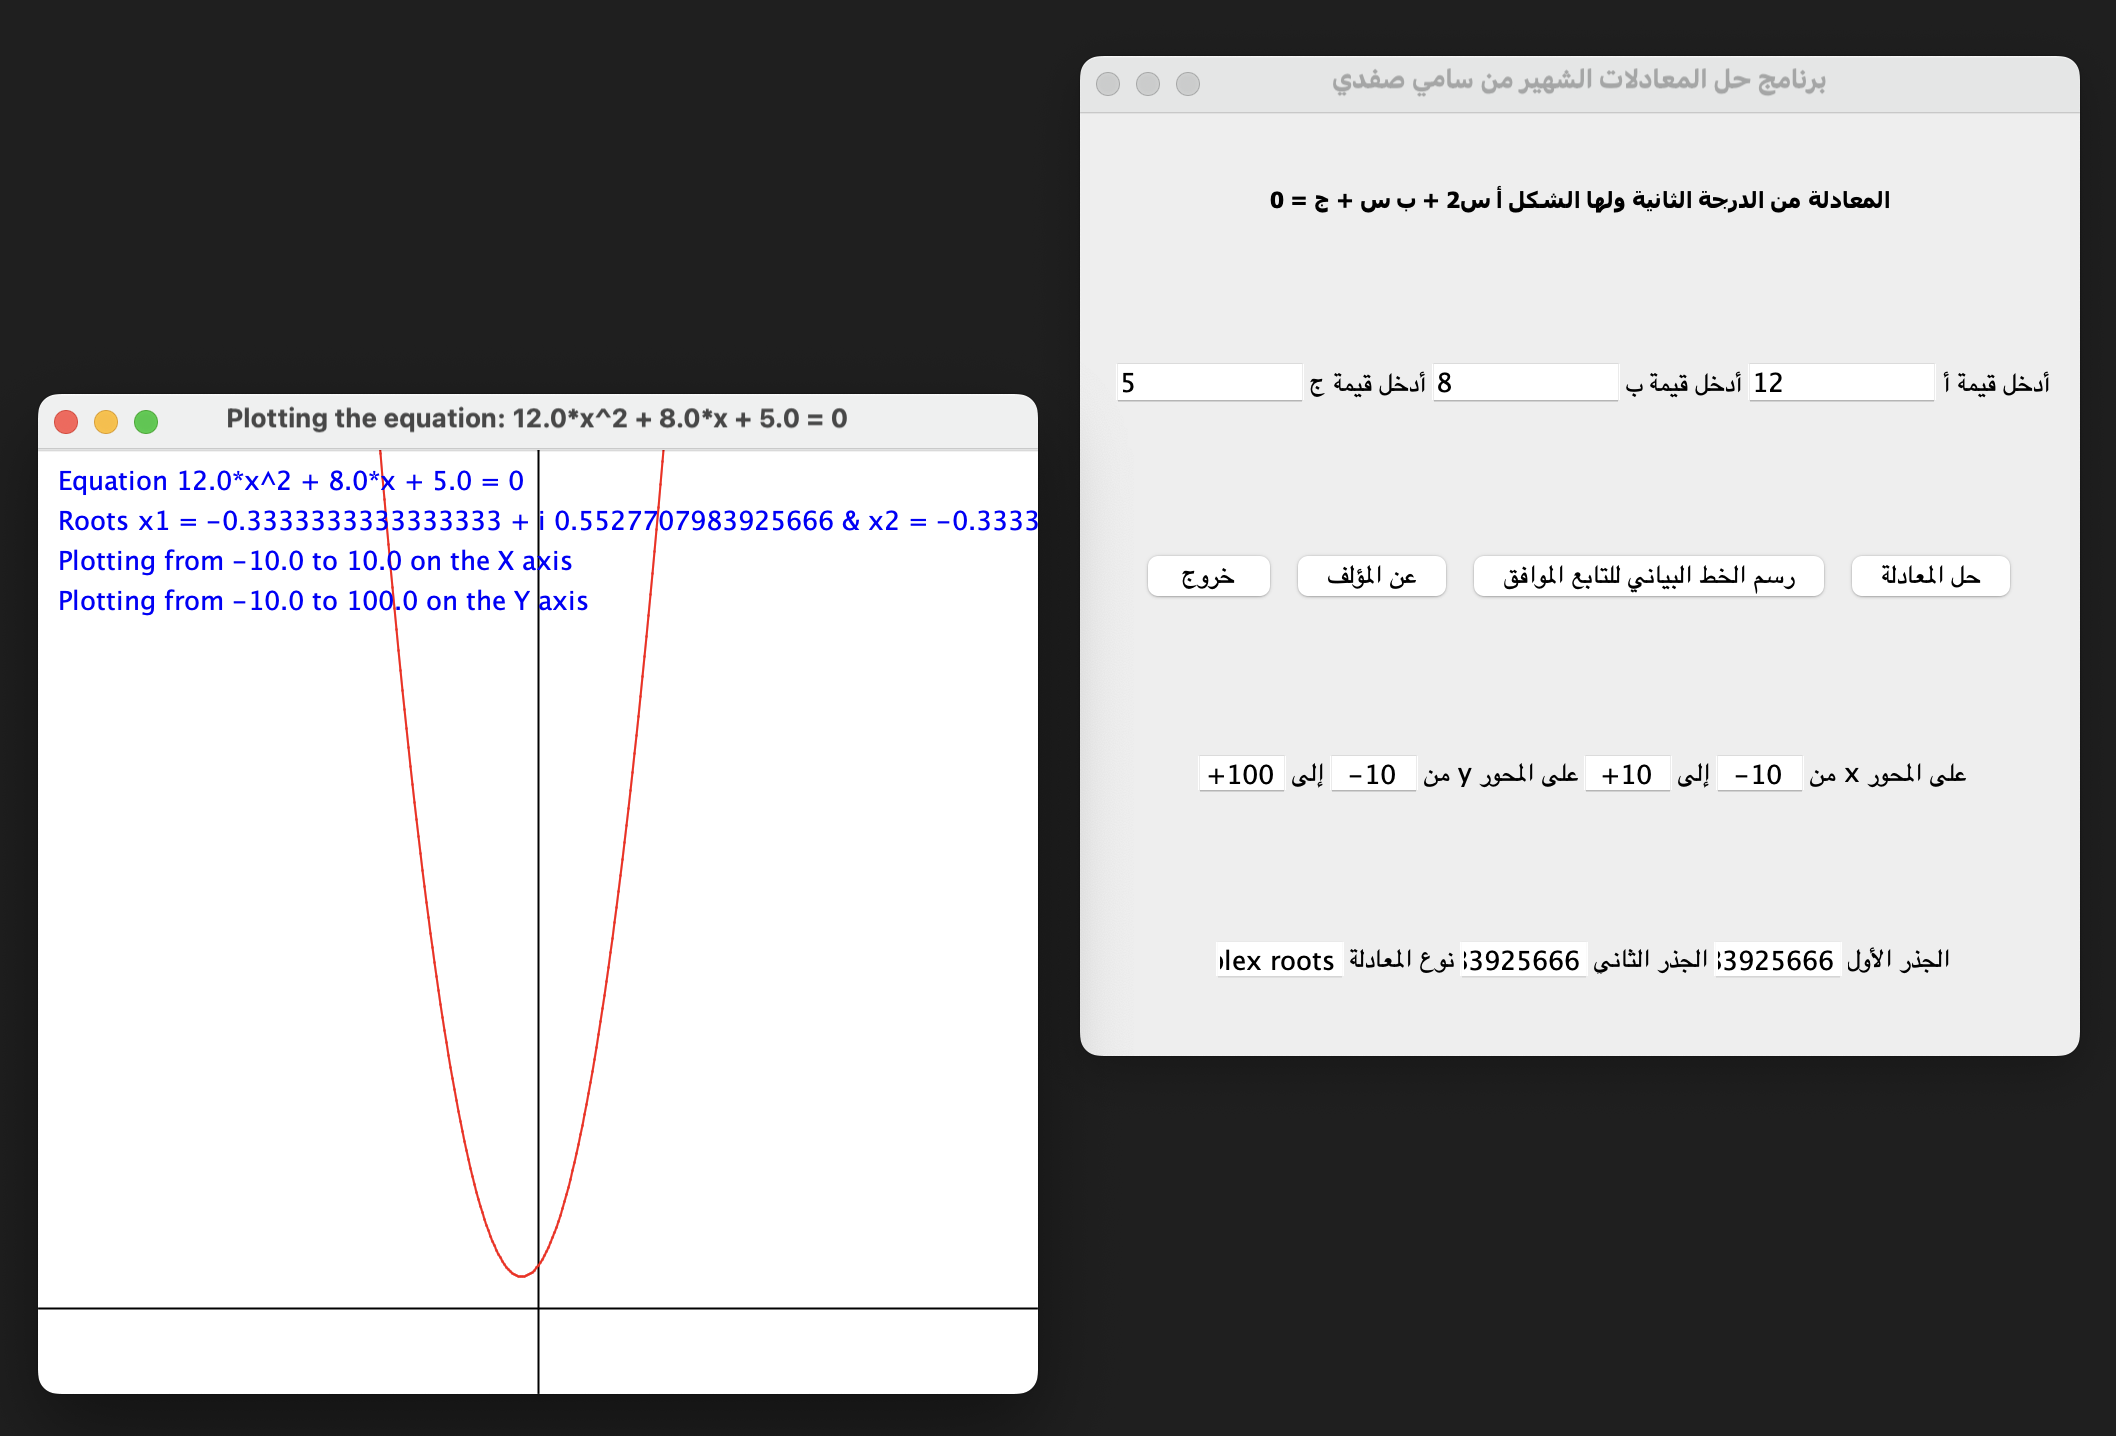 برنامج حل المعادلات الشهير من سامي صفدي
المعادلة من الدرجة الثانية ولها الشكل أ س2 + ب س + ج = 0
أدخل قيمة أ 12 أدخل قيمة ب 8 أدخل قيمة ج 5
حل المعادلة رسم الخط البياني للتابع الموافق عن المؤلف خروج
على المحور x من -10 إلى +10 على المحور y من -10 إلى +100
الجذر الأول 3925666 الجذر الثاني 3925666 نوع المعادلة lex roots
Plotting the equation: 12.0*x^2 + 8.0*x + 5.0 = 0
Equation 12.0*x^2 + 8.0*x + 5.0 = 0
Roots x1 = -0.3333333333333333 + i 0.5527707983925666 & x2 = -0.3333
Plotting from -10.0 to 10.0 on the X axis
Plotting from -10.0 to 100.0 on the Y axis